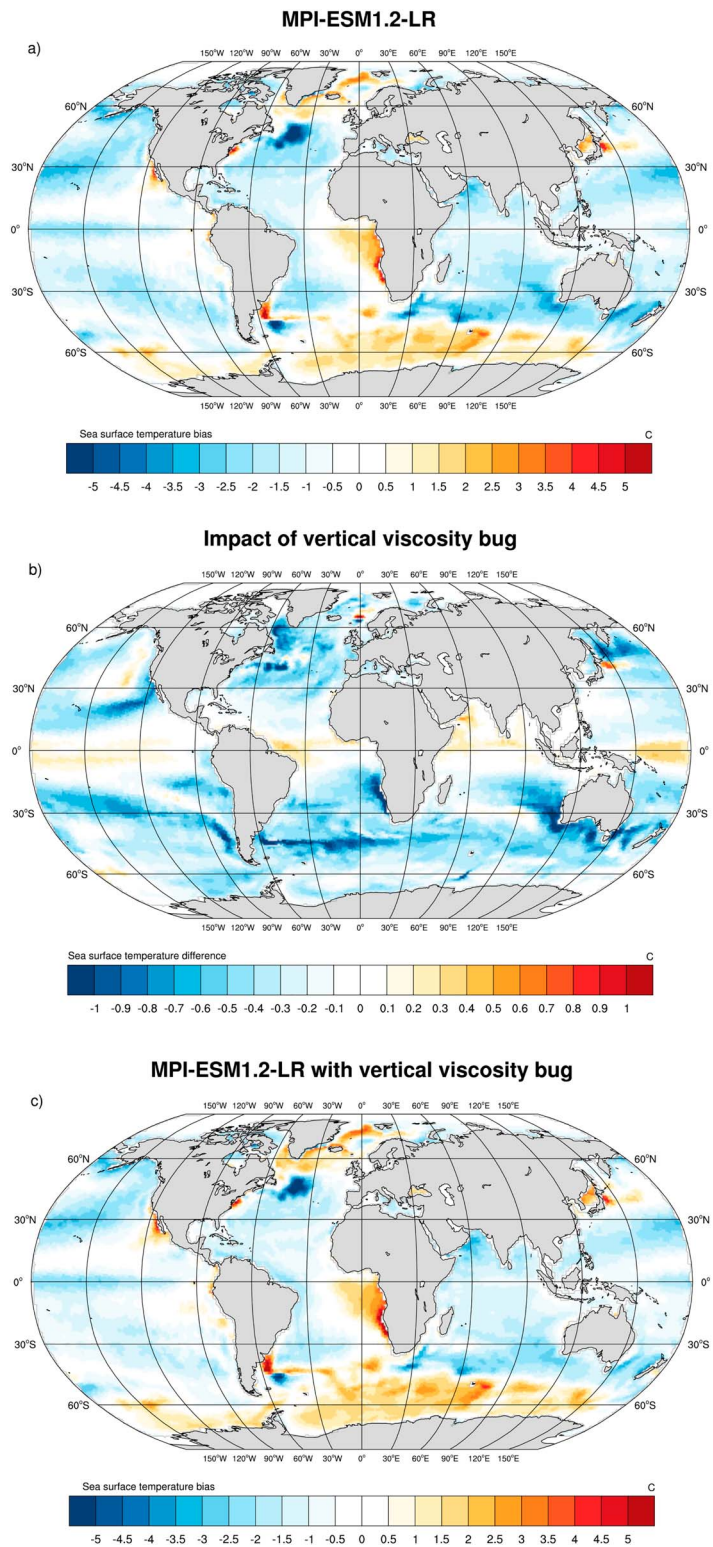 MPI-ESM1.2-LR
a)
150°W 120°W 90°W 60°W 30°W 0° 30°E 60°E 90°E 120°E 150°E
60°N 60°N
30°N 30°N
0° 0°
30°S 30°S
60°S 60°S
150°W 120°W 90°W 60°W 30°W 0° 30°E 60°E 90°E 120°E 150°E
Sea surface temperature bias C
-5 -4.5 -4 -3.5 -3 -2.5 -2 -1.5 -1 -0.5 0 0.5 1 1.5 2 2.5 3 3.5 4 4.5 5
Impact of vertical viscosity bug
b)
150°W 120°W 90°W 60°W 30°W 0° 30°E 60°E 90°E 120°E 150°E
60°N 60°N
30°N 30°N
0° 0°
30°S 30°S
60°S 60°S
150°W 120°W 90°W 60°W 30°W 0° 30°E 60°E 90°E 120°E 150°E
Sea surface temperature difference C
-1 -0.9 -0.8 -0.7 -0.6 -0.5 -0.4 -0.3 -0.2 -0.1 0 0.1 0.2 0.3 0.4 0.5 0.6 0.7 0.8 0.9 1
MPI-ESM1.2-LR with vertical viscosity bug
c)
150°W 120°W 90°W 60°W 30°W 0° 30°E 60°E 90°E 120°E 150°E
60°N 60°N
30°N 30°N
0° 0°
30°S 30°S
60°S 60°S
150°W 120°W 90°W 60°W 30°W 0° 30°E 60°E 90°E 120°E 150°E
Sea surface temperature bias C
-5 -4.5 -4 -3.5 -3 -2.5 -2 -1.5 -1 -0.5 0 0.5 1 1.5 2 2.5 3 3.5 4 4.5 5